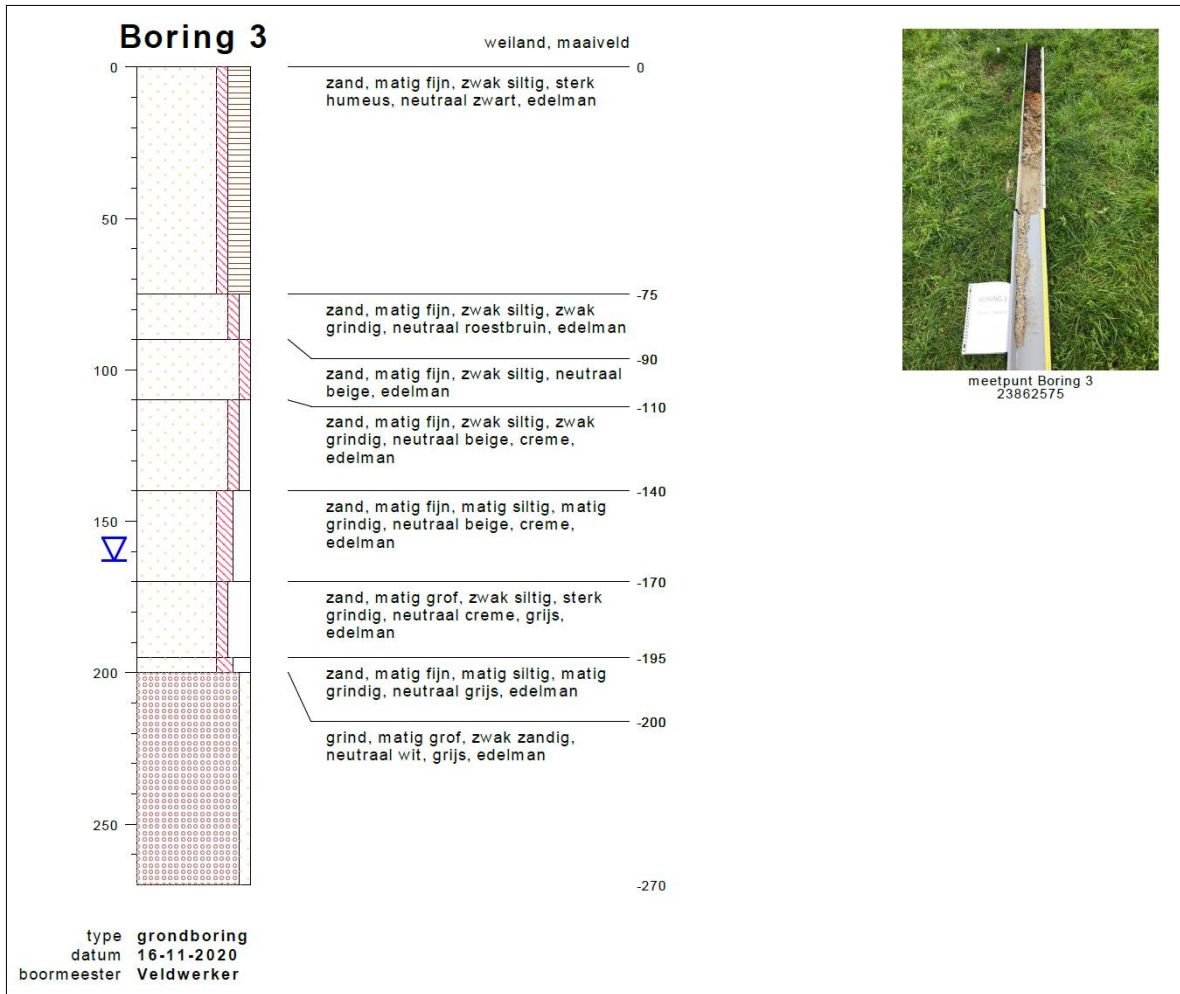 Boring 3
weiland, maaiveld
0
0
zand, matig fijn, zwak siltig, sterk
humeus, neutraal zwart, edelman
50
-75
zand, matig fijn, zwak siltig, zwak
grindig, neutraal roestbruin, edelman
-90
100
zand, matig fijn, zwak siltig, neutraal
beige, edelman
-110
zand, matig fijn, zwak siltig, zwak
grindig, neutraal beige, creme,
edelman
-140
150
zand, matig fijn, matig siltig, matig
grindig, neutraal beige, creme,
edelman
-170
zand, matig grof, zwak siltig, sterk
grindig, neutraal creme, grijs,
edelman
-195
200
zand, matig fijn, matig siltig, matig
grindig, neutraal grijs, edelman
-200
grind, matig grof, zwak zandig,
neutraal wit, grijs, edelman
250
-270
type grondboring
datum 16-11-2020
boormeester Veldwerker
BORING 3
meetpunt Boring 3
23862575